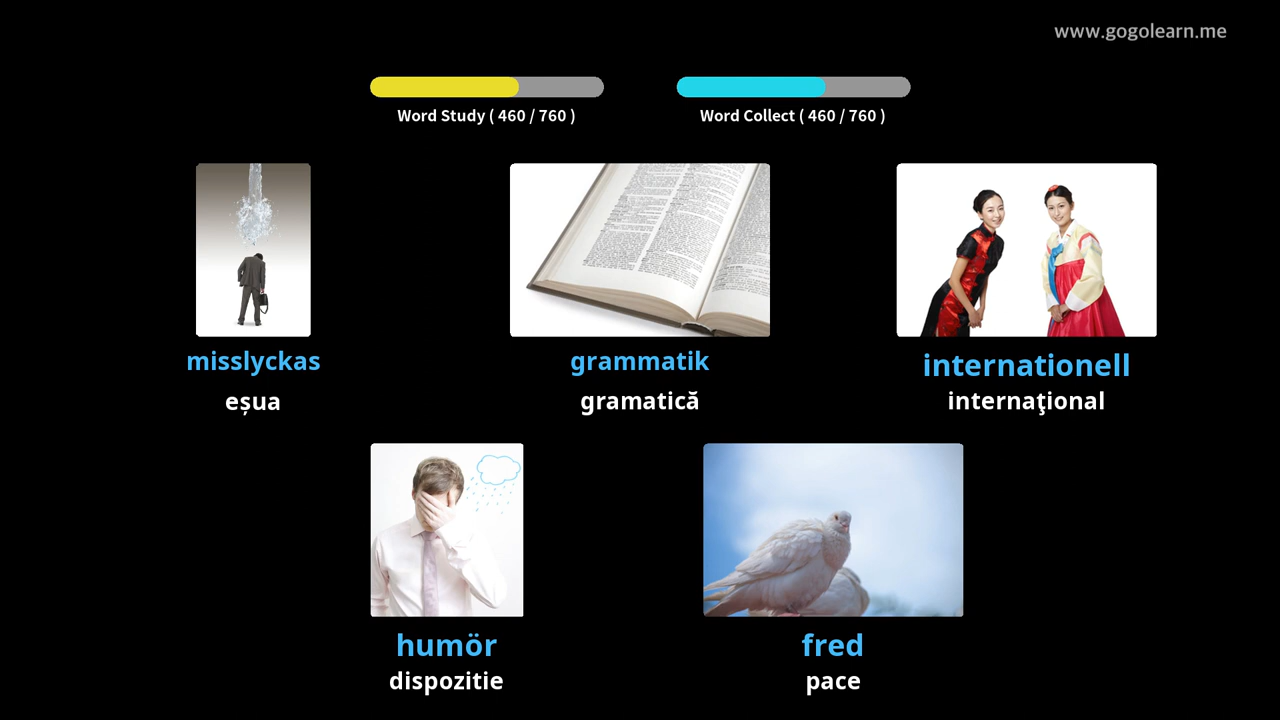 www.gogolearn.me
Word Study ( 460 / 760 )
Word Collect ( 460 / 760 )
misslyckas
grammatik
internationell
eșua
gramatică
internaţional
humör
fred
dispozitie
pace